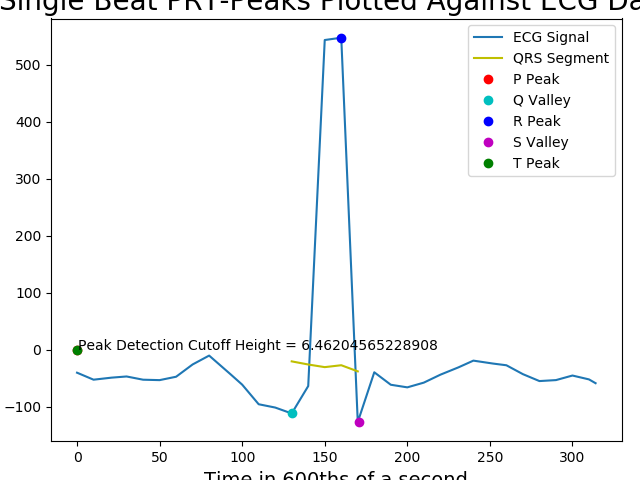 Single Beat PRT-Peaks Plotted Against ECG Da
ECG Signal
QRS Segment
P Peak
Q Valley
R Peak
S Valley
T Peak
500
400
300
200
100
0
−100
Peak Detection Cutoff Height = 6.46204565228908
0 50 100 150 200 250 300
Time in 600ths of a second